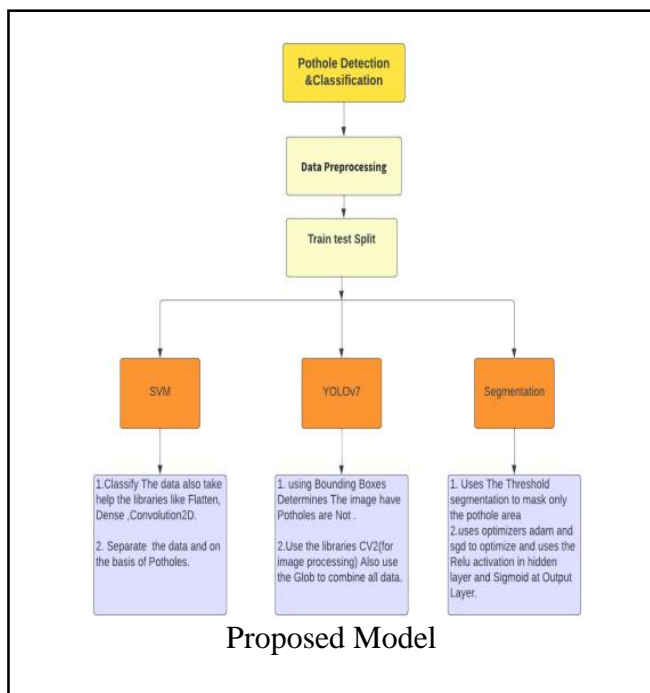 Pothole Detection
&Classification
Data Preprocessing
Train test Split
SVM
YOLOv7
Segmentation
1.Classify The data also take
help the libraries like Flatten,
Dense ,Convolution2D.
2. Separate the data and on
the basis of Potholes.
1. using Bounding Boxes
Determines The image have
Potholes are Not .
2.Use the libraries CV2(for
image processing) Also use
the Glob to combine all data.
1. Uses The Threshold
segmentation to mask only
the pothole area
2.uses optimizers adam and
sgd to optimize and uses the
Relu activation in hidden
layer and Sigmoid at Output
Layer.
Proposed Model